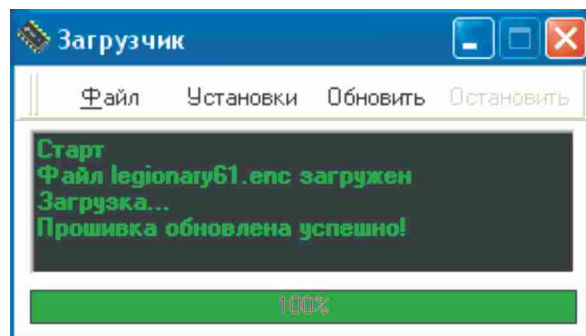 Загрузчик
Файл Установки Обновить Остановить
Старт
Файл legionary61.enc загружен
Загрузка...
Прошивка обновлена успешно!
100%